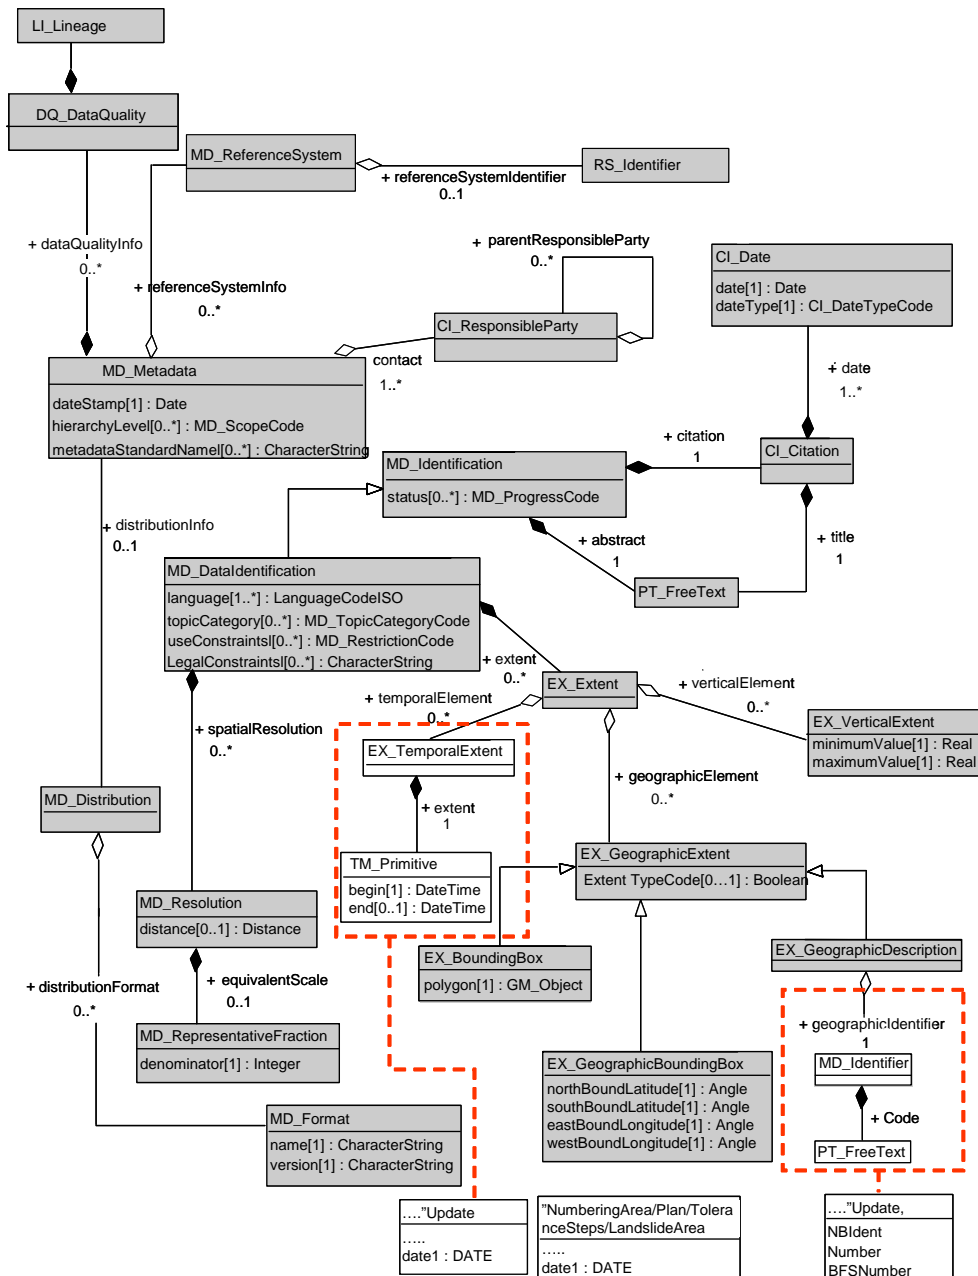 LI_Lineage
DQ_DataQuality
MD_ReferenceSystem
+ referenceSystemIdentifier
0..1
RS_Identifier
+ dataQualityInfo
0..*
+ referenceSystemInfo
0..*
+ parentResponsibleParty
0..*
CI_ResponsibleParty
contact
1..*
CI_Date
date[1] : Date
dateType[1] : CI_DateTypeCode
+ date
1..*
MD_Metadata
dateStamp[1] : Date
hierarchyLevel[0..*] : MD_ScopeCode
metadataStandardNamel[0..*] : CharacterString
MD_Identification
status[0..*] : MD_ProgressCode
+ citation
1
CI_Citation
+ distributionInfo
0..1
+ abstract
1
+ title
1
PT_FreeText
MD_DataIdentification
language[1..*] : LanguageCodeISO
topicCategory[0..*] : MD_TopicCategoryCode
useConstraintsl[0..*] : MD_RestrictionCode
LegalConstraintsl[0..*] : CharacterString
+ extent
0..*
EX_Extent
+ verticalElement
0..*
+ temporalElement
0..*
EX_VerticalExtent
minimumValue[1] : Real
maximumValue[1] : Real
+ spatialResolution
0..*
EX_TemporalExtent
+ geographicElement
0..*
MD_Distribution
+ extent
1
TM_Primitive
begin[1] : DateTime
end[0..1] : DateTime
EX_GeographicExtent
Extent TypeCode[0...1] : Boolean
MD_Resolution
distance[0..1] : Distance
EX_BoundingBox
polygon[1] : GM_Object
EX_GeographicDescription
+ distributionFormat
0..*
+ equivalentScale
0..1
+ geographicIdentifier
1
MD_RepresentativeFraction
denominator[1] : Integer
EX_GeographicBoundingBox
northBoundLatitude[1] : Angle
southBoundLatitude[1] : Angle
eastBoundLongitude[1] : Angle
westBoundLongitude[1] : Angle
MD_Identifier
+ Code
PT_FreeText
MD_Format
name[1] : CharacterString
version[1] : CharacterString
...."Update
.....
date1 : DATE
"NumberingArea/Plan/Tolera
nceSteps/LandslideArea
.....
date1 : DATE
...."Update,
NBIdent
Number
BFSNumber